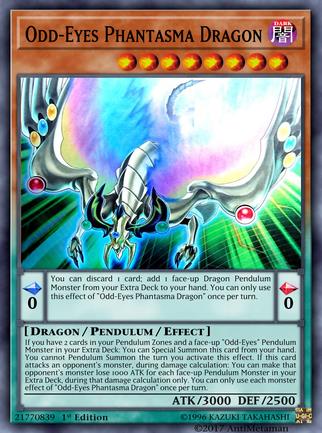 Odd-Eyes Phantasma Dragon
DARK
闇
You can discard 1 card; add 1 face-up Dragon Pendulum
Monster from your Extra Deck to your hand. You can only use
this effect of "Odd-Eyes Phantasma Dragon" once per turn.
0
0
[ Dragon / Pendulum / Effect ]
If you have 2 cards in your Pendulum Zones and a face-up "Odd-Eyes" Pendulum
Monster in your Extra Deck: You can Special Summon this card from your hand.
You cannot Pendulum Summon the turn you activate this effect. If this card
attacks an opponent's monster, during damage calculation: You can make that
opponent's monster lose 1000 ATK for each face-up Pendulum Monster in your
Extra Deck, during that damage calculation only. You can only use each monster
effect of "Odd-Eyes Phantasma Dragon" once per turn.
ATK/3000 DEF/2500
21770839 1st Edition ©1996 KAZUKI TAKAHASHI
©2017 AntiMetaman